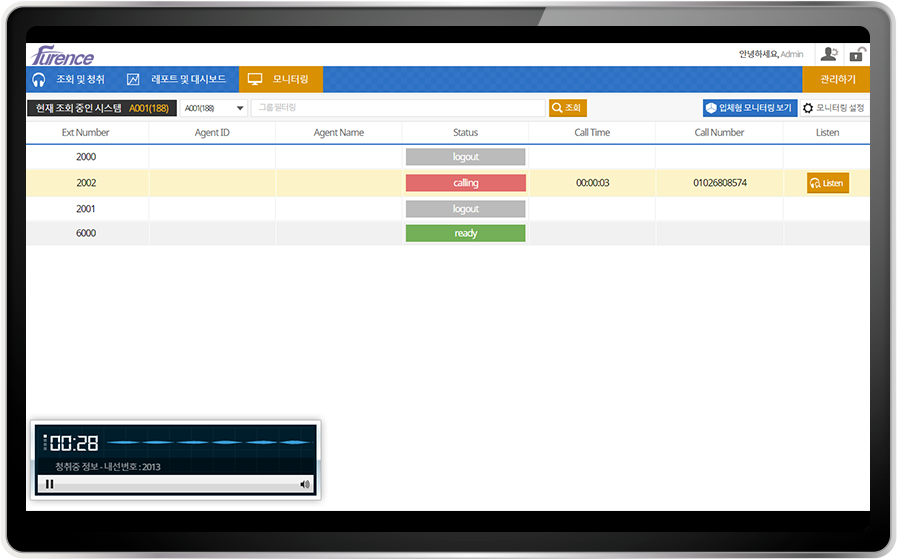 Furence
안녕하세요, Admin
조회 및 청취 레포트 및 대시보드 모니터링 관리하기
현재 조회 중인 시스템 A001(188) A001(188) 그룹필터링 조회 입체형 모니터링 보기 모니터링 설정
Ext Number Agent ID Agent Name Status Call Time Call Number Listen
2000 logout
2002 calling 00:00:03 01026808574 Listen
2001 logout
6000 ready
00:28
청취중 정보 - 내선번호 : 2013